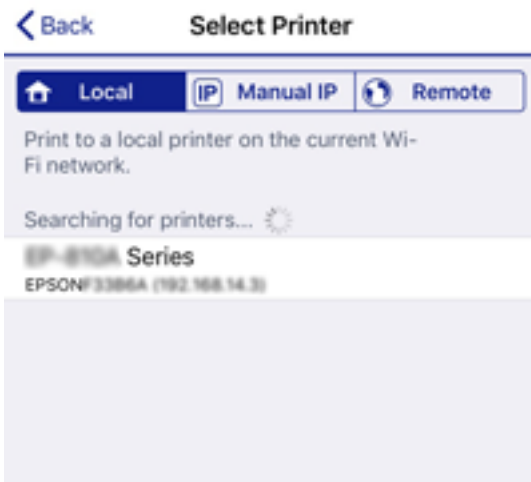 Back
Select Printer
Local
IP Manual IP
Remote
Print to a local printer on the current Wi-
Fi network.
Searching for printers...
Series
EPSON